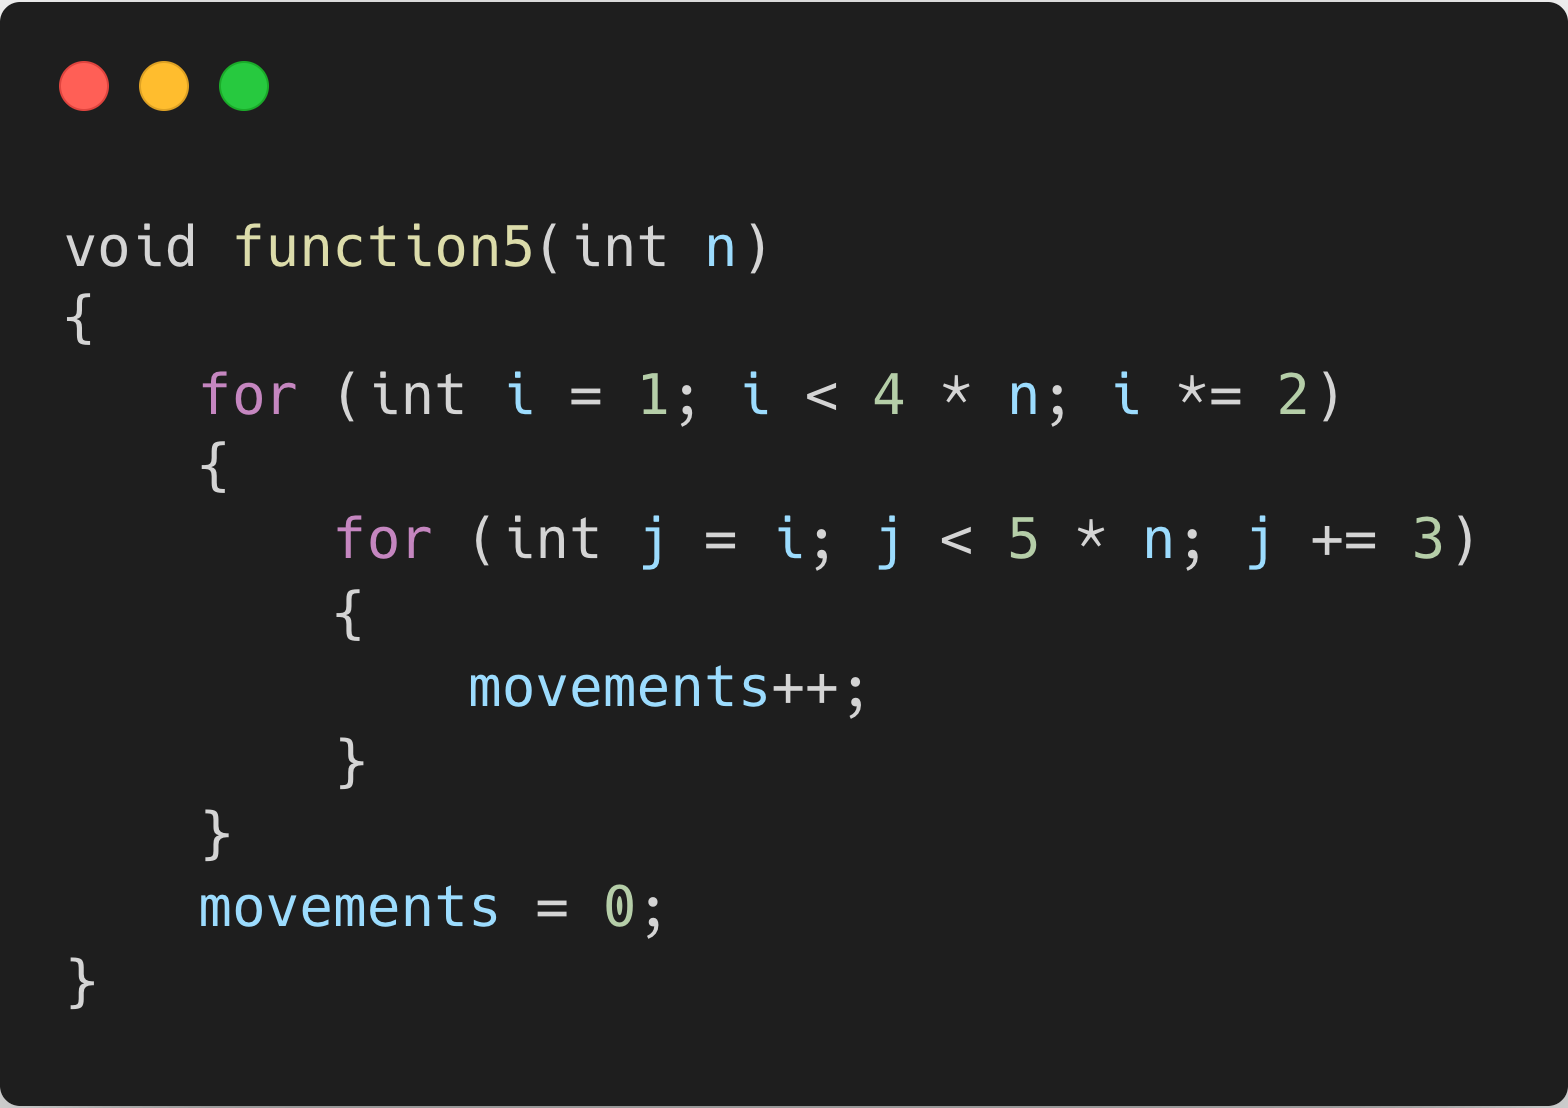 void function5(int n)
{
    for (int i = 1; i < 4 * n; i *= 2)
    {
        for (int j = i; j < 5 * n; j += 3)
        {
            movements++;
        }
    }
    movements = 0;
}